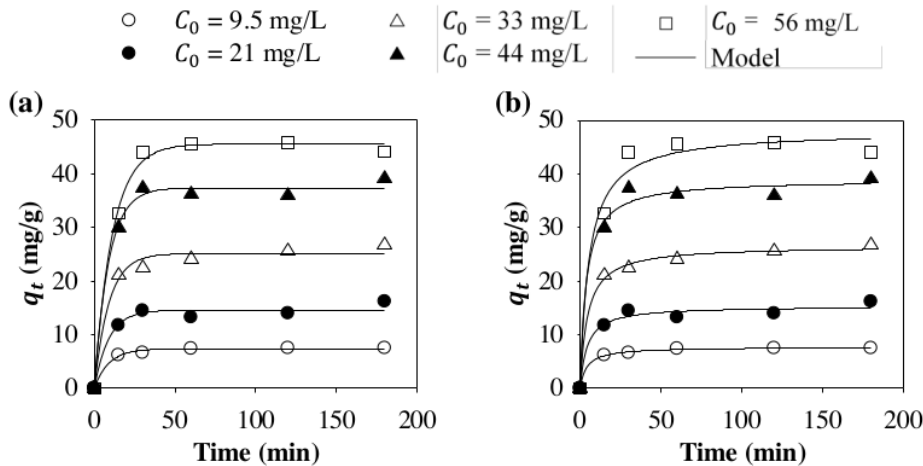 C₀ = 9.5 mg/L C₀ = 33 mg/L C₀ = 56 mg/L
C₀ = 21 mg/L C₀ = 44 mg/L Model
(a) (b)
50 50
40 40
30 30
20 20
10 10
0 0
qₜ (mg/g) qₜ (mg/g)
0 50 100 150 200 0 50 100 150 200
Time (min) Time (min)